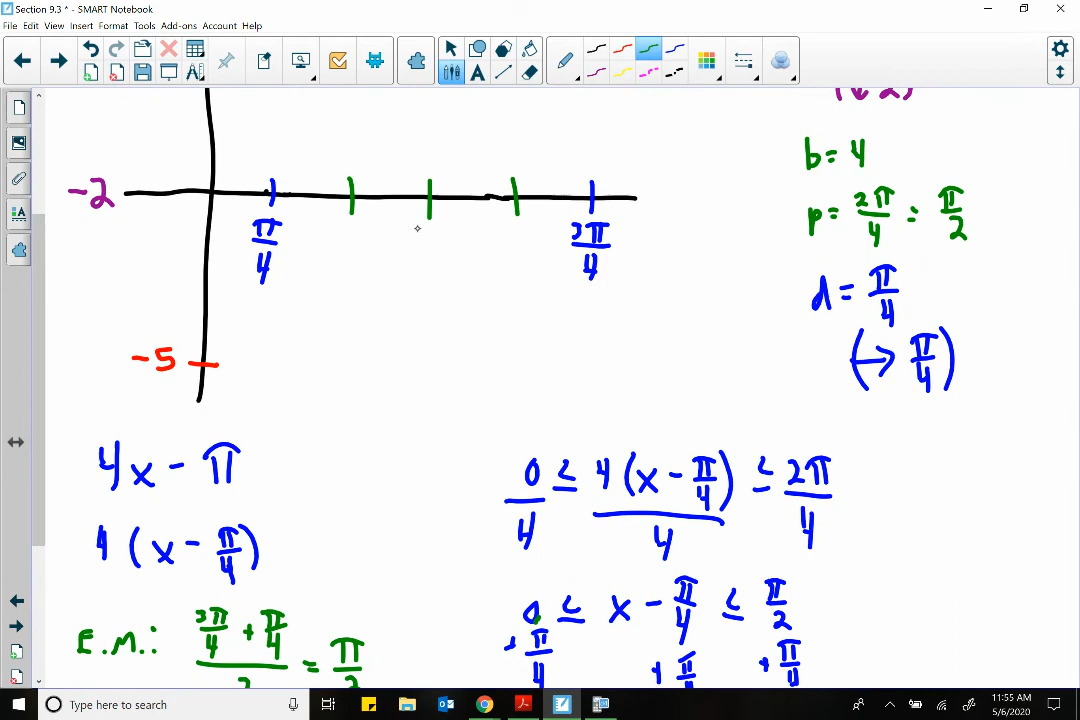 Section 9.3 * - SMART Notebook
File Edit View Insert Format Tools Add-ons Account Help
b = 4
-2
p = 2π/4 = π/2
π/4 3π/4
d = π/4
(→ π/4)
-5
4x - π
0/4 ≤ 4(x - π/4)/4 ≤ 2π/4
4(x - π/4)
0 ≤ x - π/4 ≤ π/2
+π/4 +π/4 +π/4
E.M.: (3π/4 + π/4)/2 = π/2
Type here to search
11:55 AM
5/6/2020